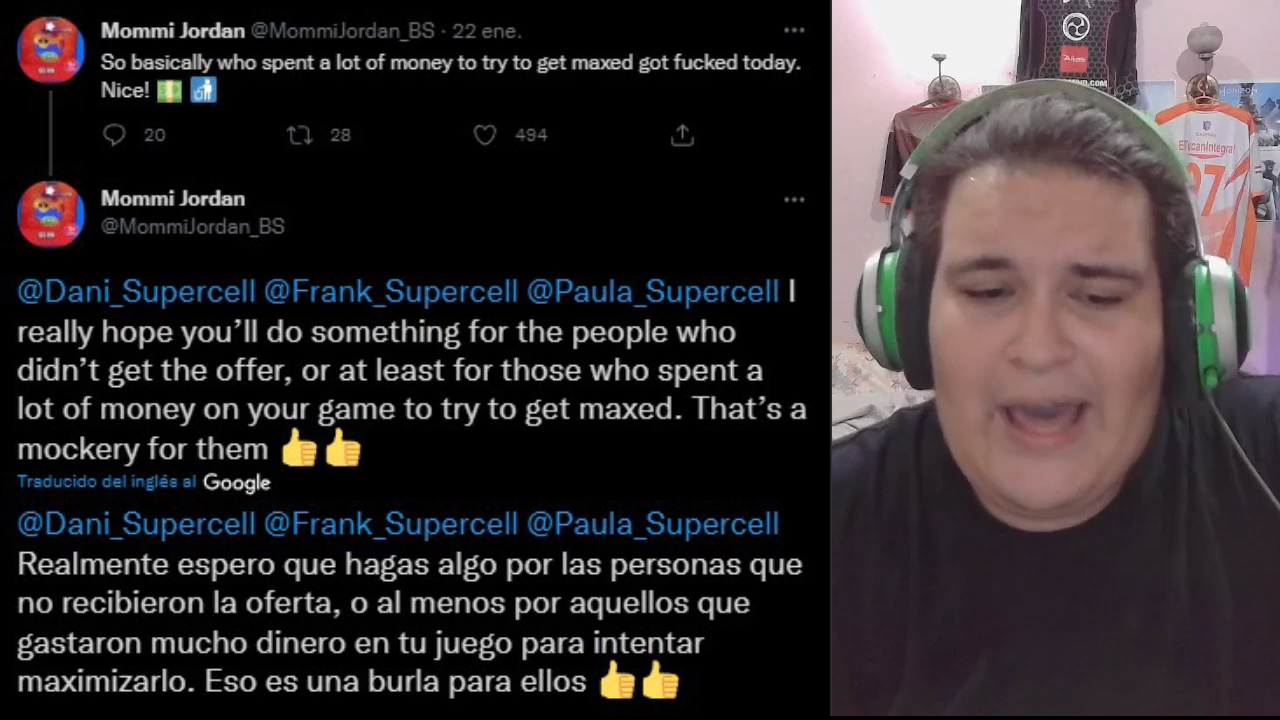 Mommi Jordan @MommiJordan_BS · 22 ene.
So basically who spent a lot of money to try to get maxed got fucked today.
Nice! 💵 🚮
20 28 494
Mommi Jordan
@MommiJordan_BS
@Dani_Supercell @Frank_Supercell @Paula_Supercell I
really hope you’ll do something for the people who
didn’t get the offer, or at least for those who spent a
lot of money on your game to try to get maxed. That’s a
mockery for them 👍👍
Traducido del inglés al Google
@Dani_Supercell @Frank_Supercell @Paula_Supercell
Realmente espero que hagas algo por las personas que
no recibieron la oferta, o al menos por aquellos que
gastaron mucho dinero en tu juego para intentar
maximizarlo. Eso es una burla para ellos 👍👍
97